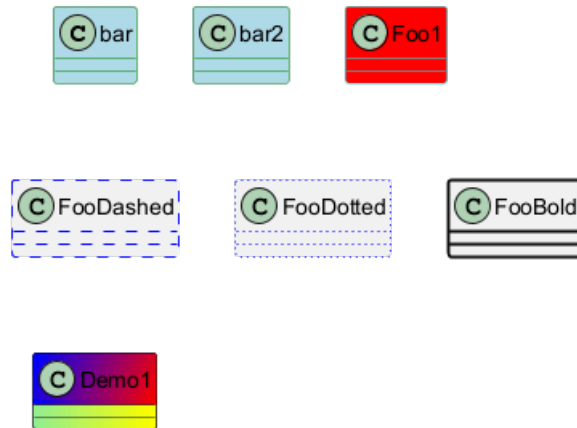 C bar
C bar2
C Foo1
C FooDashed
C FooDotted
C FooBold
C Demo1